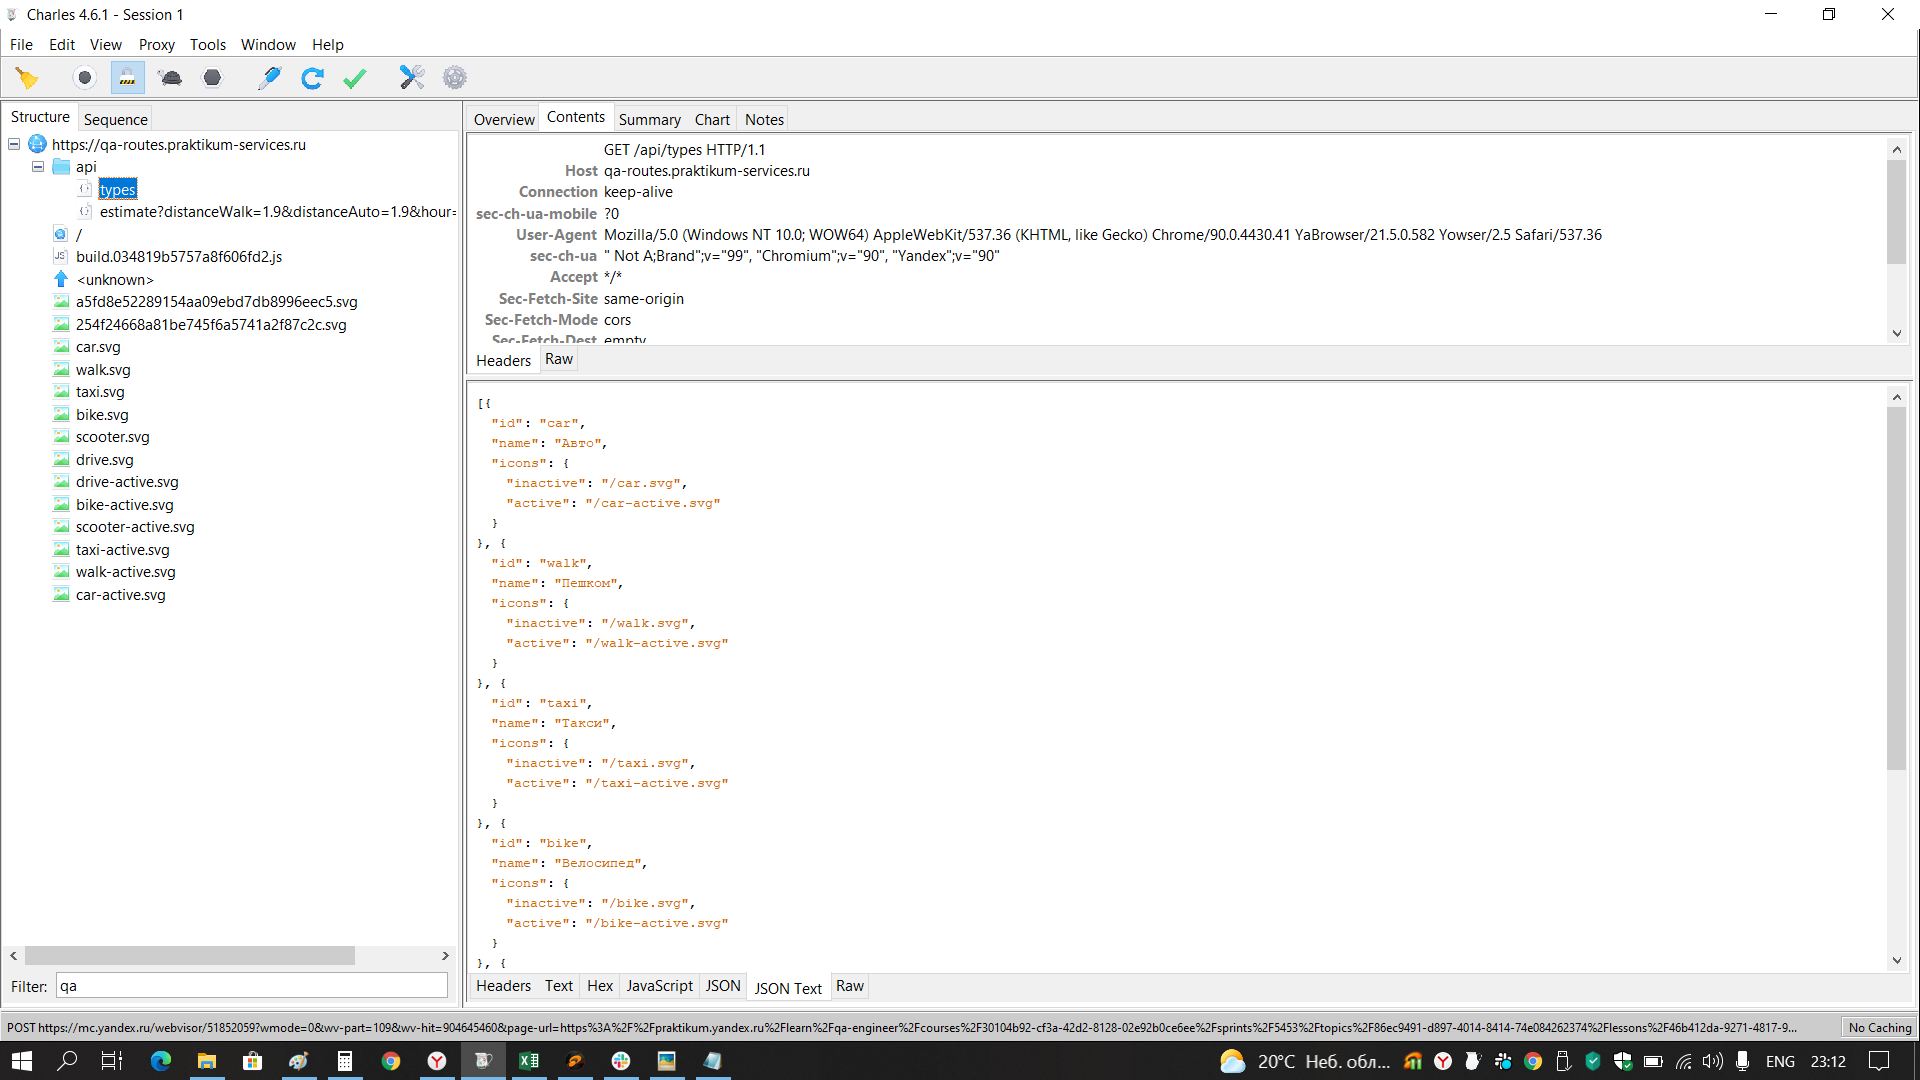 Charles 4.6.1 - Session 1
File Edit View Proxy Tools Window Help
Structure Sequence
https://qa-routes.praktikum-services.ru
api
types
estimate?distanceWalk=1.9&distanceAuto=1.9&hour=
/
build.034819b5757a8f606fd2.js
<unknown>
a5fd8e52289154aa09ebd7db8996eec5.svg
254f24668a81be745f6a5741a2f87c2c.svg
car.svg
walk.svg
taxi.svg
bike.svg
scooter.svg
drive.svg
drive-active.svg
bike-active.svg
scooter-active.svg
taxi-active.svg
walk-active.svg
car-active.svg
Filter: qa
Overview Contents Summary Chart Notes
GET /api/types HTTP/1.1
Host qa-routes.praktikum-services.ru
Connection keep-alive
sec-ch-ua-mobile ?0
User-Agent Mozilla/5.0 (Windows NT 10.0; WOW64) AppleWebKit/537.36 (KHTML, like Gecko) Chrome/90.0.4430.41 YaBrowser/21.5.0.582 Yowser/2.5 Safari/537.36
sec-ch-ua " Not A;Brand";v="99", "Chromium";v="90", "Yandex";v="90"
Accept */*
Sec-Fetch-Site same-origin
Sec-Fetch-Mode cors
Sec-Fetch-Dest empty
Headers Raw
[{
"id": "car",
"name": "Авто",
"icons": {
"inactive": "/car.svg",
"active": "/car-active.svg"
}
}, {
"id": "walk",
"name": "Пешком",
"icons": {
"inactive": "/walk.svg",
"active": "/walk-active.svg"
}
}, {
"id": "taxi",
"name": "Такси",
"icons": {
"inactive": "/taxi.svg",
"active": "/taxi-active.svg"
}
}, {
"id": "bike",
"name": "Велосипед",
"icons": {
"inactive": "/bike.svg",
"active": "/bike-active.svg"
}
}, {
Headers Text Hex JavaScript JSON JSON Text Raw
POST https://mc.yandex.ru/webvisor/51852059?wmode=0&wv-part=109&wv-hit=904645460&page-url=https%3A%2F%2Fpraktikum.yandex.ru%2Flearn%2Fqa-engineer%2Fcourses%2F30104b92-cf3a-42d2-8128-02e92b0ce6ee%2Fsprints%2F5453%2Ftopics%2F86ec9491-d897-4014-8414-74e084262374%2Flessons%2F46b412da-9271-4817-9...
No Caching
20°C Неб. обл... ENG 23:12